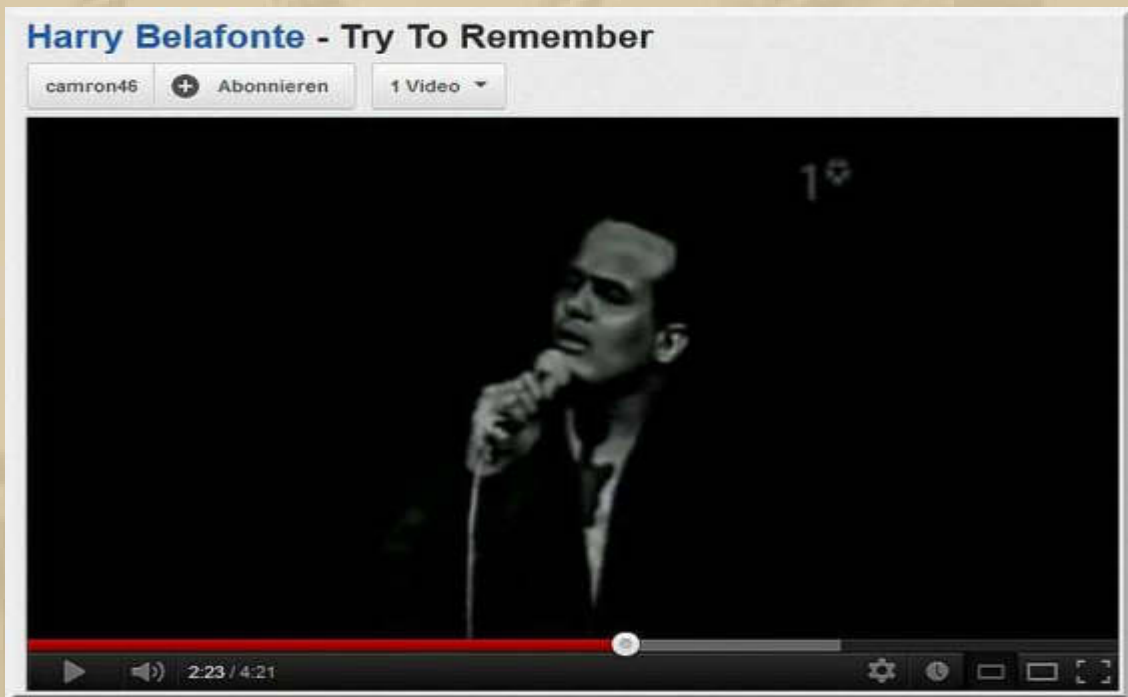 Harry Belafonte - Try To Remember
camron46 Abonnieren 1 Video
1
2:23 / 4:21